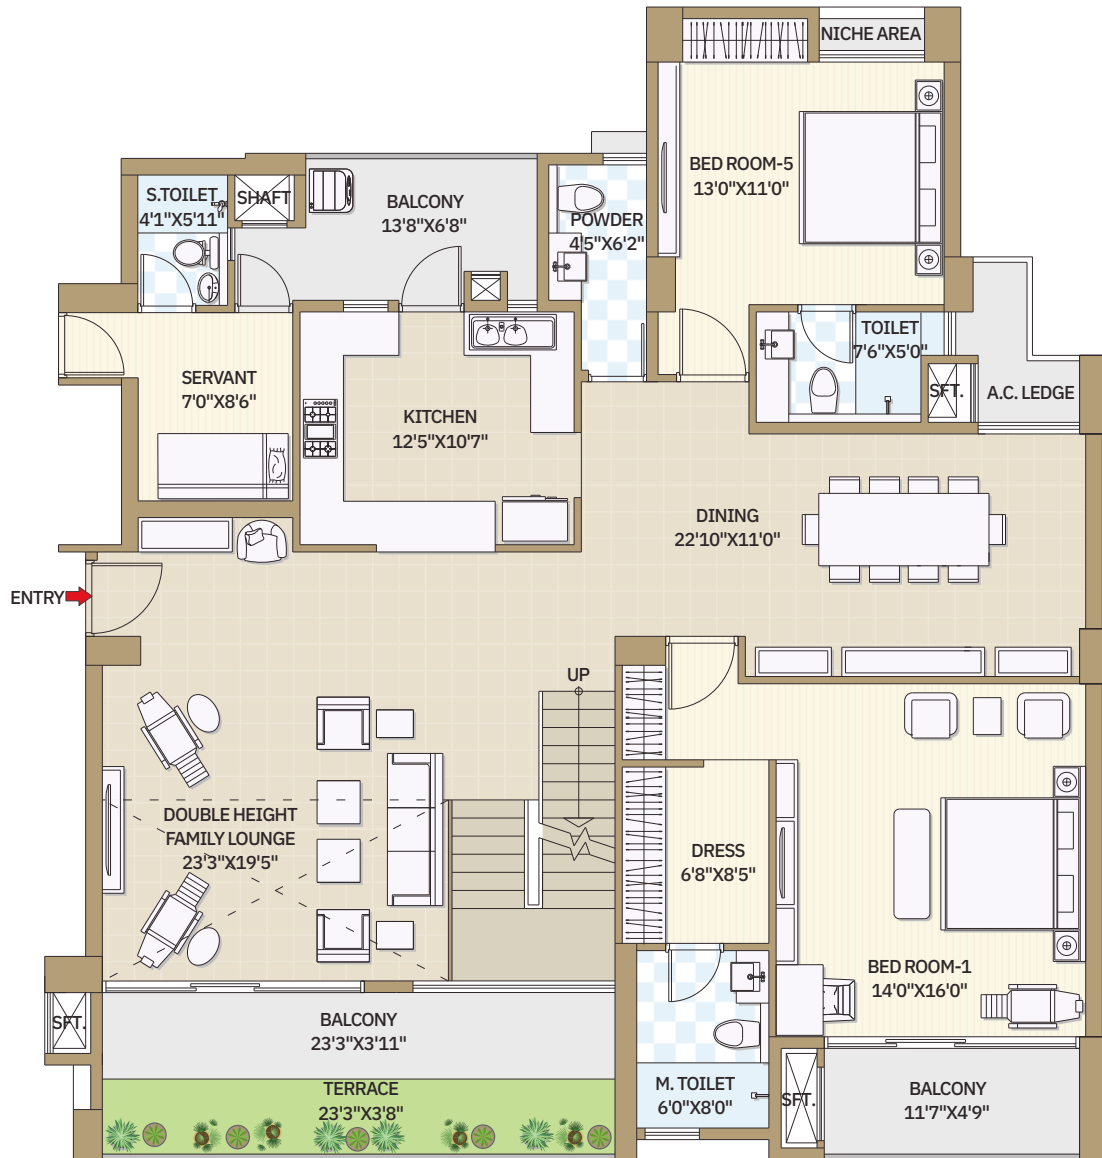 NICHE AREA
BED ROOM-5
13'0"X11'0"
S.TOILET
4'1"X5'11"
SHAFT
BALCONY
13'8"X6'8"
POWDER
4'5"X6'2"
TOILET
7'6"X5'0"
SFT.
A.C. LEDGE
SERVANT
7'0"X8'6"
KITCHEN
12'5"X10'7"
DINING
22'10"X11'0"
ENTRY
UP
DOUBLE HEIGHT
FAMILY LOUNGE
23'3"X19'5"
DRESS
6'8"X8'5"
BED ROOM-1
14'0"X16'0"
SFT.
BALCONY
23'3"X3'11"
TERRACE
23'3"X3'8"
M. TOILET
6'0"X8'0"
SFT.
BALCONY
11'7"X4'9"